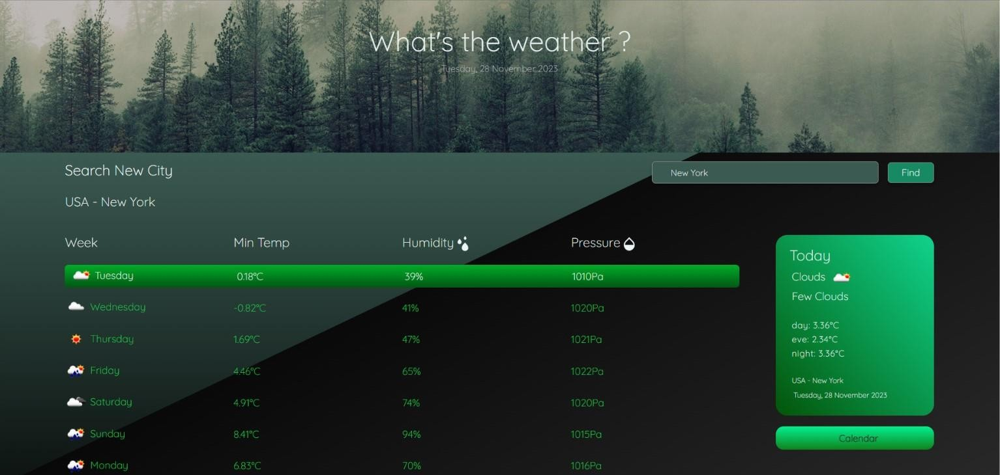 What's the weather ?
Tuesday, 28 November 2023
Search New City
New York
Find
USA - New York
Week Min Temp Humidity Pressure
Tuesday 0.18°C 39% 1010Pa
Wednesday -0.82°C 41% 1020Pa
Thursday 1.69°C 47% 1021Pa
Friday 4.46°C 65% 1022Pa
Saturday 4.91°C 74% 1020Pa
Sunday 8.41°C 94% 1015Pa
Monday 6.83°C 70% 1016Pa
Today
Clouds
Few Clouds
day: 3.36°C
eve: 2.34°C
night: 3.36°C
USA - New York
Tuesday, 28 November 2023
Calendar